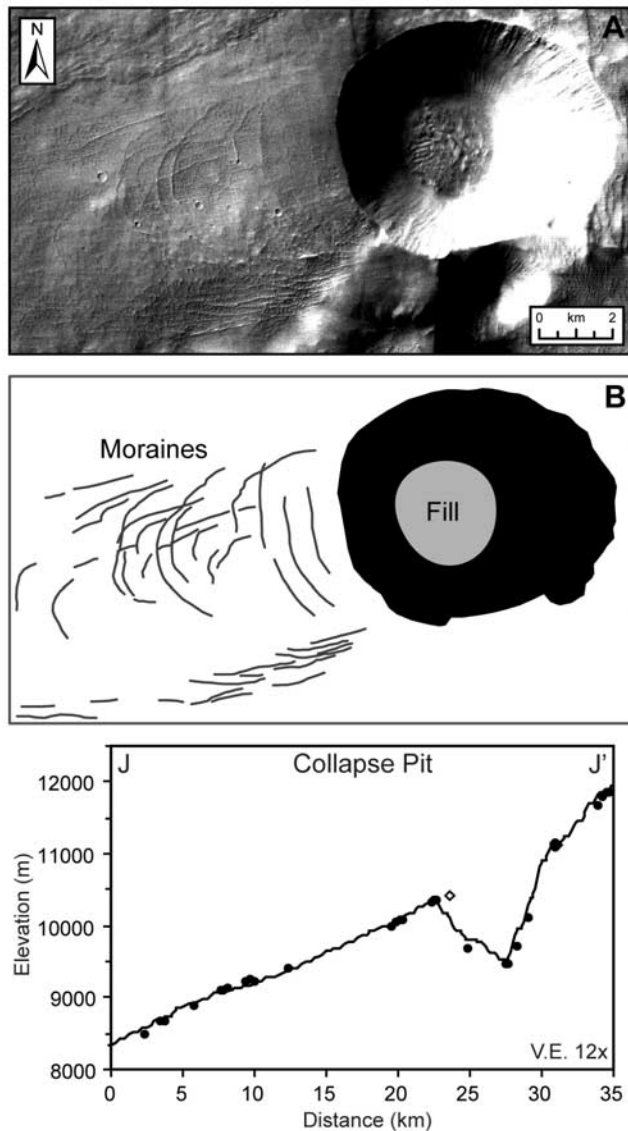 N
A
0 km 2
B
Moraines
Fill
J Collapse Pit J'
12000
11000
10000
9000
8000
Elevation (m)
V.E. 12x
0 5 10 15 20 25 30 35
Distance (km)